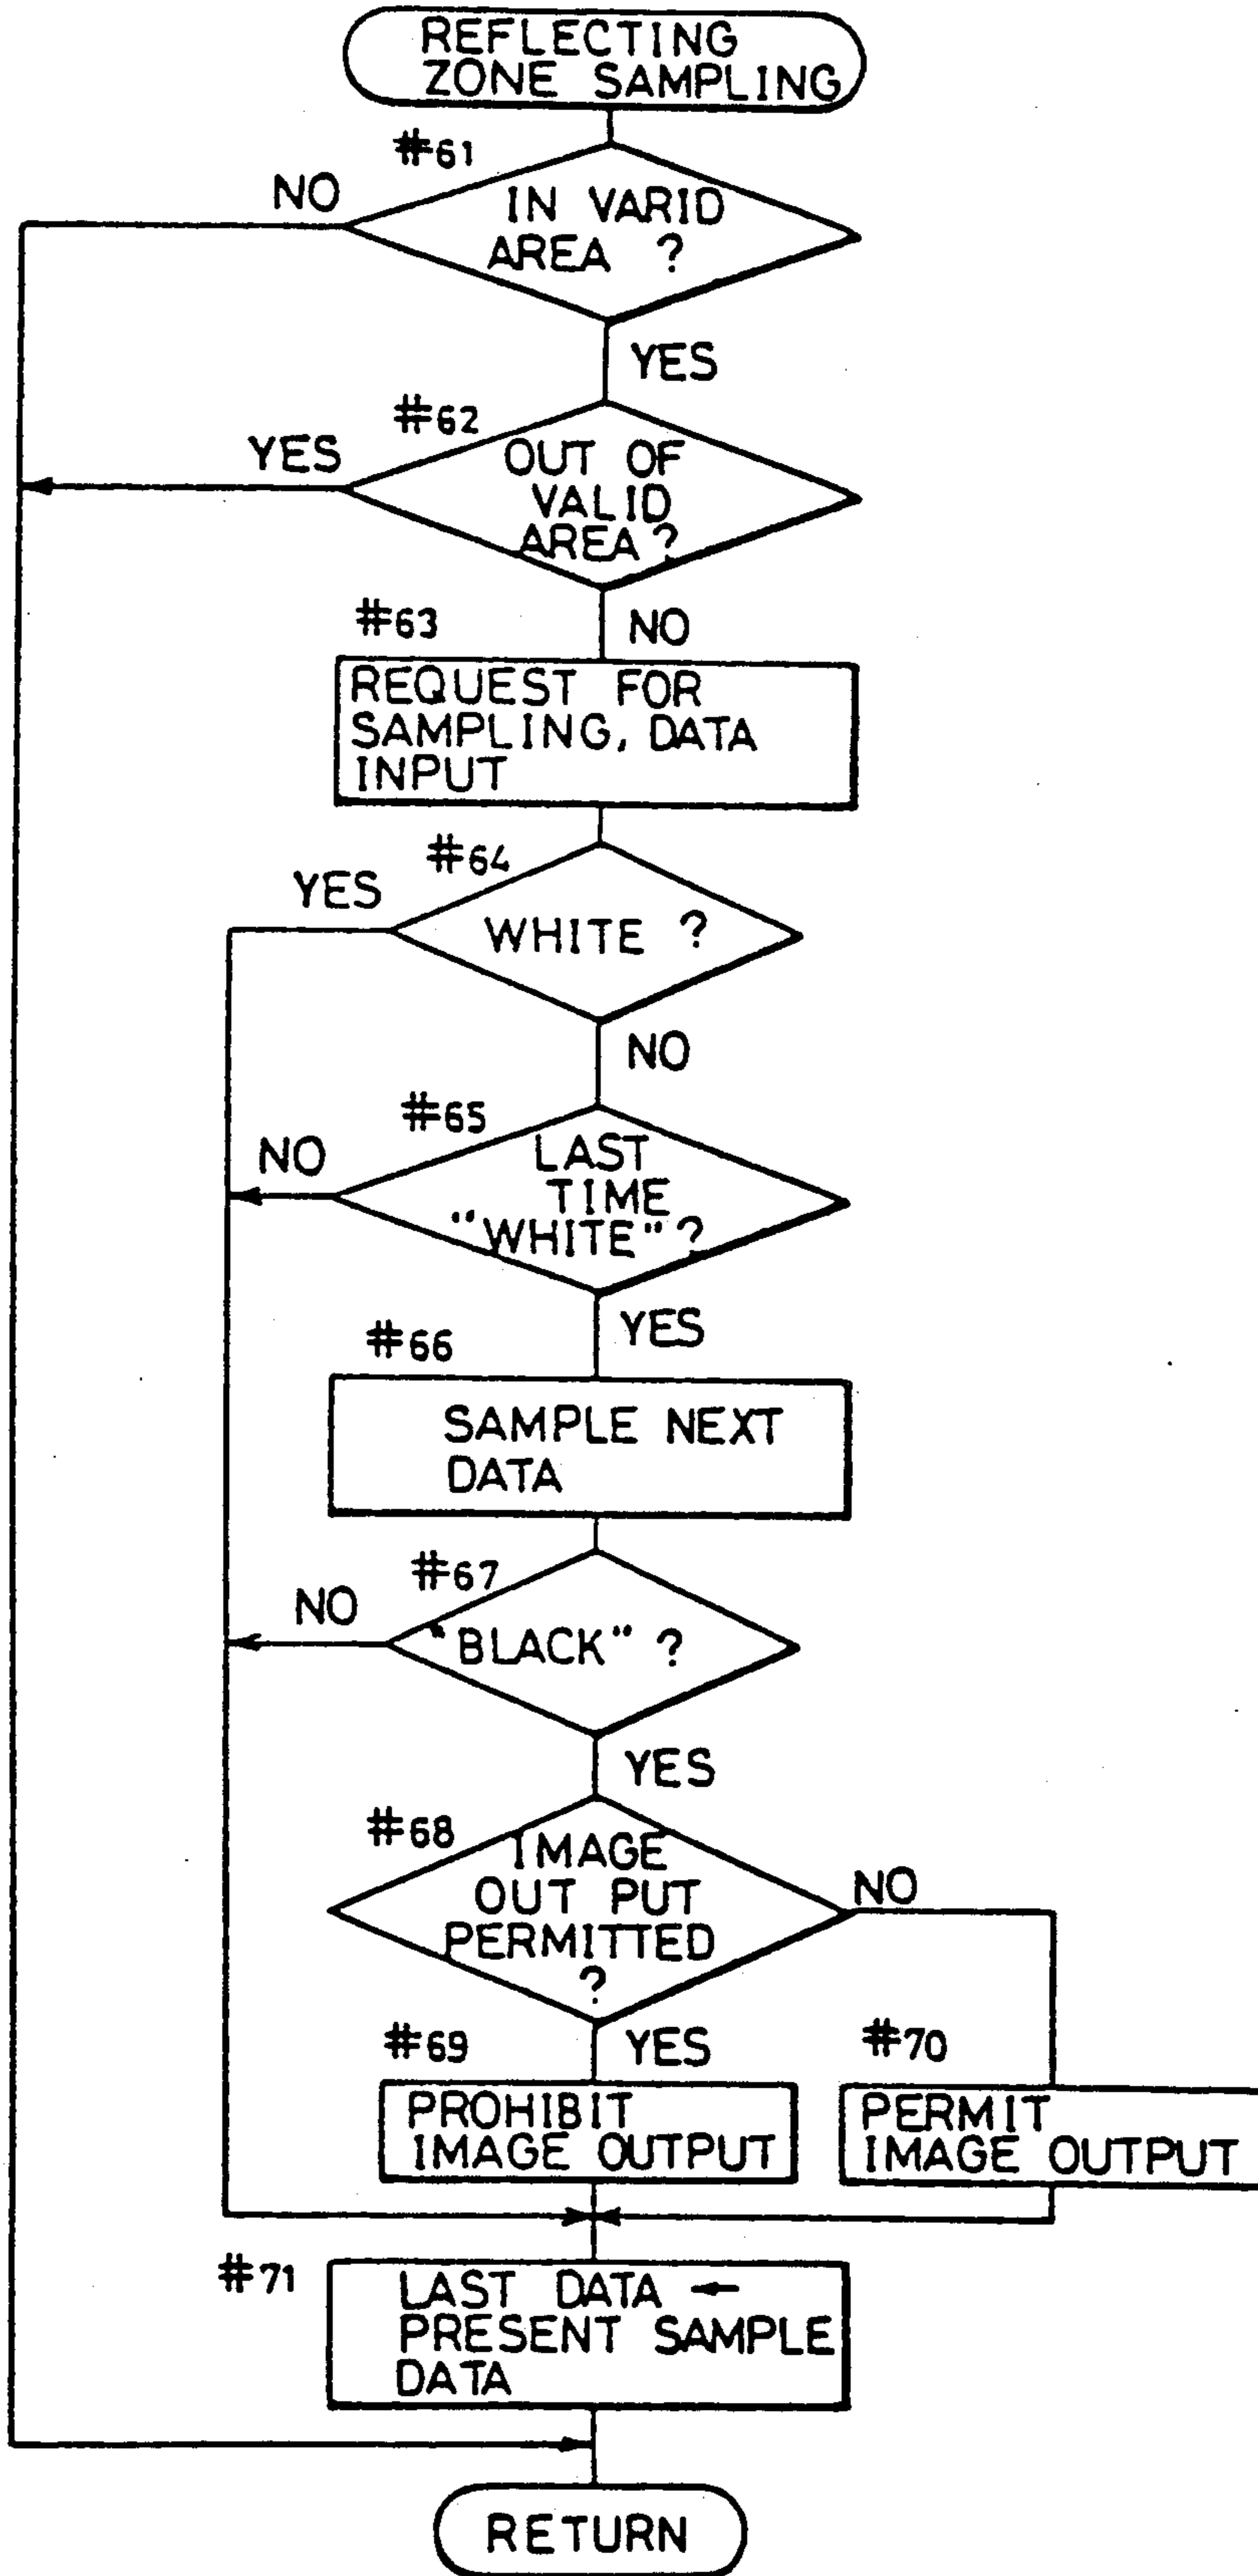 REFLECTING
ZONE SAMPLING
#61
NO
IN VARID
AREA ?
YES
#62
YES
OUT OF
VALID
AREA?
#63
NO
REQUEST FOR
SAMPLING, DATA
INPUT
#64
YES
WHITE ?
NO
#65
NO
LAST
TIME
"WHITE"?
YES
#66
SAMPLE NEXT
DATA
#67
NO
"BLACK" ?
YES
#68
IMAGE
OUT PUT
PERMITTED
?
NO
#69
YES
#70
PROHIBIT
IMAGE OUTPUT
PERMIT
IMAGE OUTPUT
#71
LAST DATA ←
PRESENT SAMPLE
DATA
RETURN